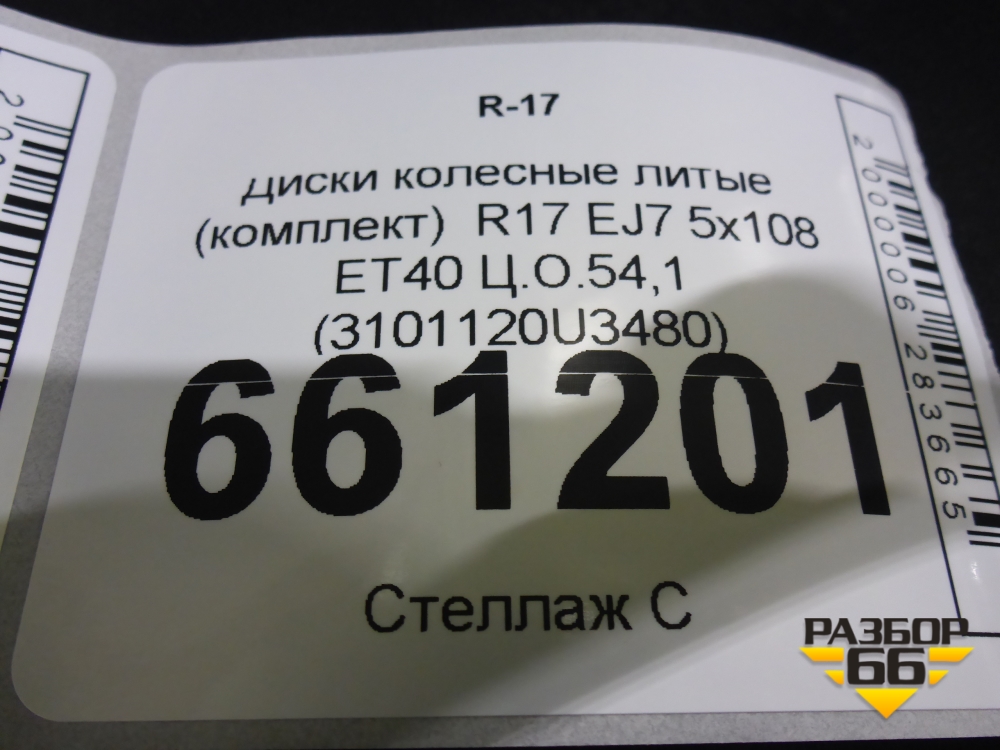 R-17
диски колесные литые
(комплект) R17 EJ7 5x108
ET40 Ц.О.54,1
(3101120U3480)
661201
Стеллаж С
2000006283665
РАЗБОР
66